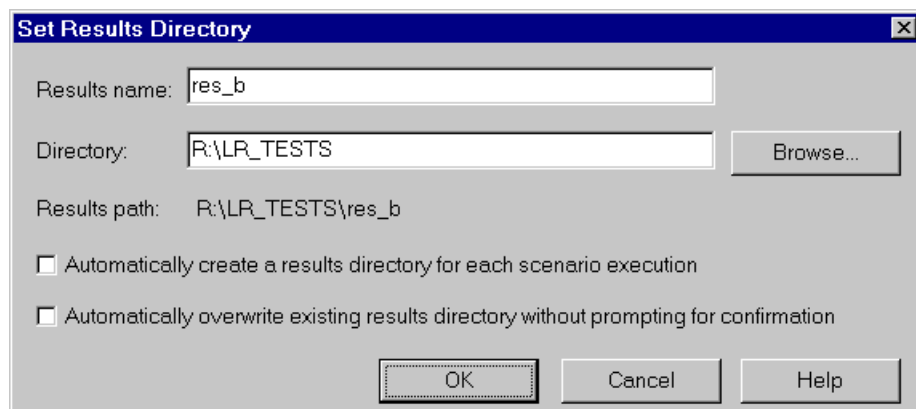 Set Results Directory
Results name: res_b
Directory: R:\LR_TESTS Browse...
Results path: R:\LR_TESTS\res_b
Automatically create a results directory for each scenario execution
Automatically overwrite existing results directory without prompting for confirmation
OK Cancel Help